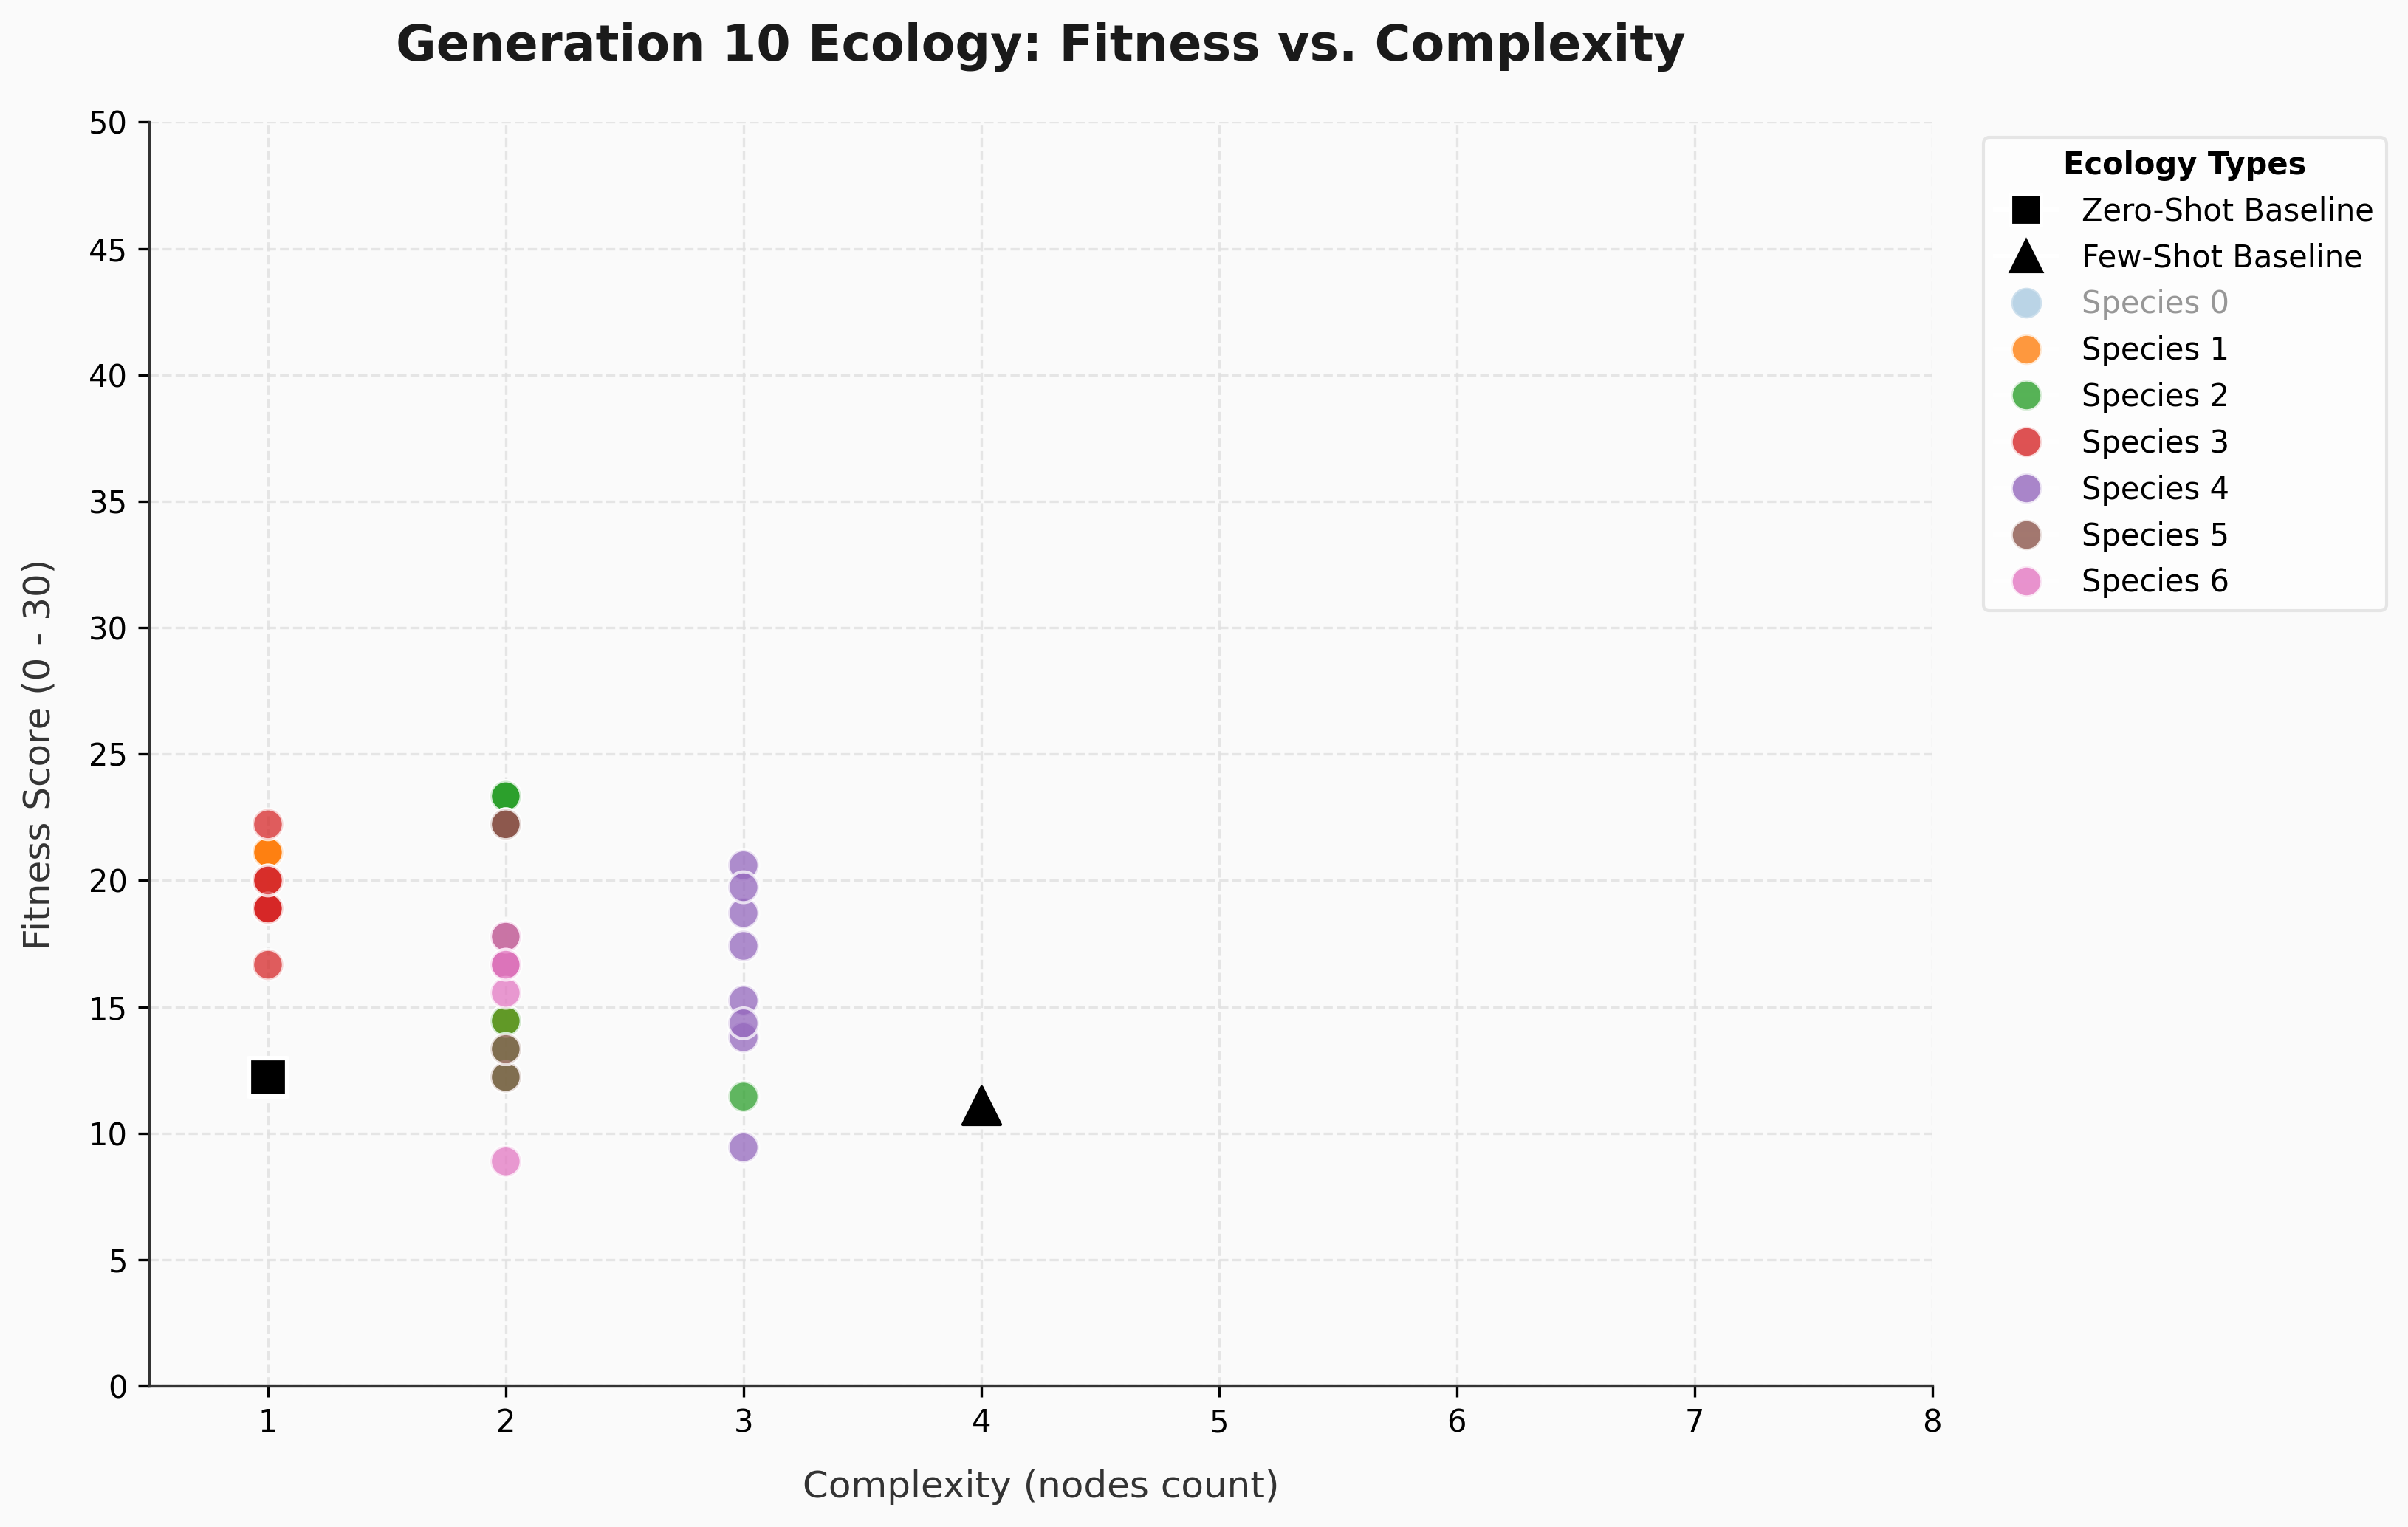 Generation 10 Ecology: Fitness vs. Complexity
50
45
40
35
30
25
20
15
10
5
0
Fitness Score (0 - 30)
1 2 3 4 5 6 7 8
Complexity (nodes count)
Ecology Types
Zero-Shot Baseline
Few-Shot Baseline
Species 0
Species 1
Species 2
Species 3
Species 4
Species 5
Species 6